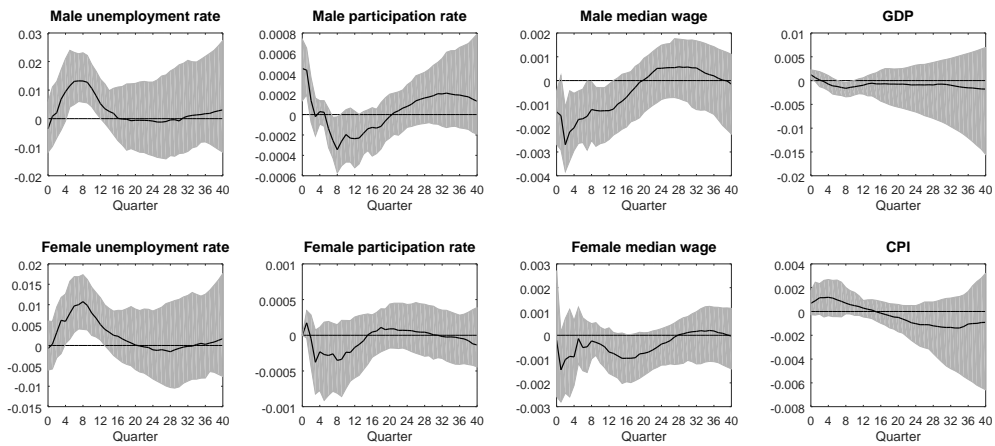 Male unemployment rate
0.03
0.02
0.01
0
-0.01
-0.02
0 4 8 12 16 20 24 28 32 36 40
Quarter
Male participation rate
0.0008
0.0006
0.0004
0.0002
0
-0.0002
-0.0004
-0.0006
0 4 8 12 16 20 24 28 32 36 40
Quarter
Male median wage
0.002
0.001
0
-0.001
-0.002
-0.003
-0.004
0 4 8 12 16 20 24 28 32 36 40
Quarter
GDP
0.01
0.005
0
-0.005
-0.01
-0.015
-0.02
0 4 8 12 16 20 24 28 32 36 40
Quarter
Female unemployment rate
0.02
0.015
0.01
0.005
0
-0.005
-0.01
-0.015
0 4 8 12 16 20 24 28 32 36 40
Quarter
Female participation rate
0.001
0.0005
0
-0.0005
-0.001
0 4 8 12 16 20 24 28 32 36 40
Quarter
Female median wage
0.003
0.002
0.001
0
-0.001
-0.002
-0.003
0 4 8 12 16 20 24 28 32 36 40
Quarter
CPI
0.004
0.002
0
-0.002
-0.004
-0.006
-0.008
0 4 8 12 16 20 24 28 32 36 40
Quarter